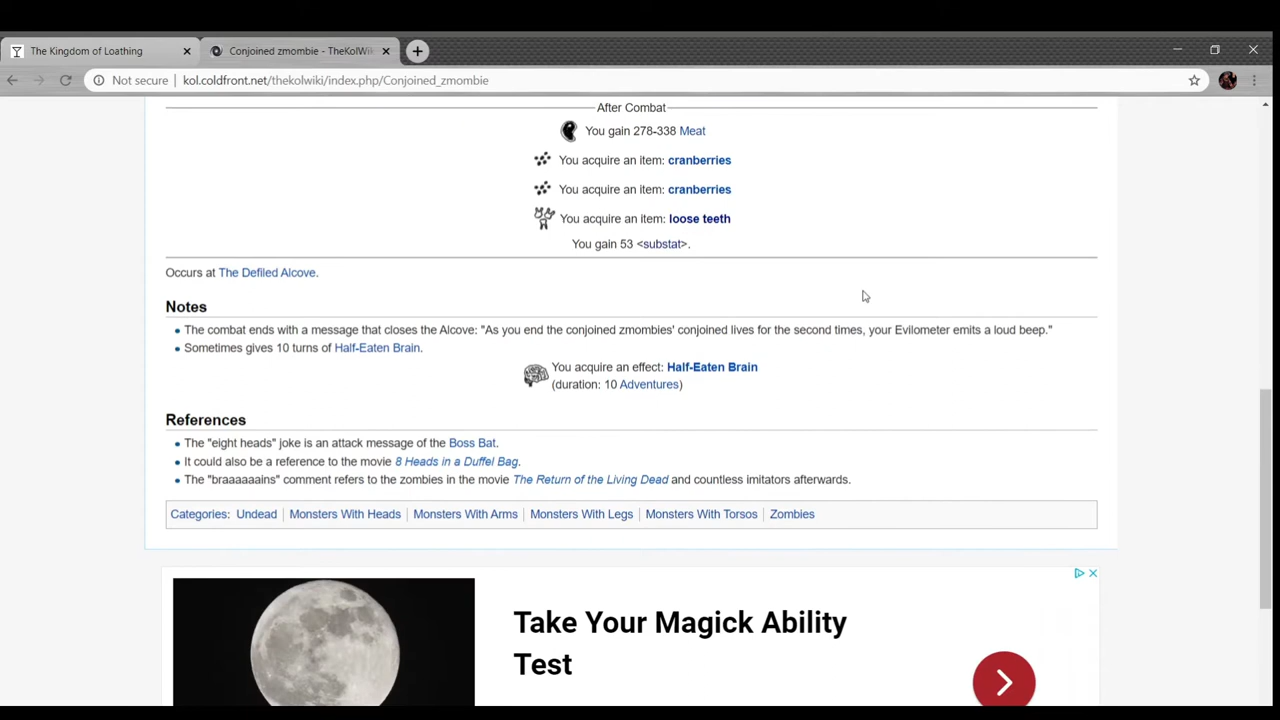 The Kingdom of Loathing
Conjoined zmombie - TheKolWiki
Not secure
kol.coldfront.net/thekolwiki/index.php/Conjoined_zmombie
After Combat
You gain 278-338 Meat
You acquire an item: cranberries
You acquire an item: cranberries
You acquire an item: loose teeth
You gain 53 <substat>.
Occurs at The Defiled Alcove.
Notes
The combat ends with a message that closes the Alcove: "As you end the conjoined zmombies' conjoined lives for the second times, your Evilometer emits a loud beep."
Sometimes gives 10 turns of Half-Eaten Brain.
You acquire an effect: Half-Eaten Brain
(duration: 10 Adventures)
References
The "eight heads" joke is an attack message of the Boss Bat.
It could also be a reference to the movie 8 Heads in a Duffel Bag.
The "braaaaaains" comment refers to the zombies in the movie The Return of the Living Dead and countless imitators afterwards.
Categories: Undead | Monsters With Heads | Monsters With Arms | Monsters With Legs | Monsters With Torsos | Zombies
Take Your Magick Ability
Test